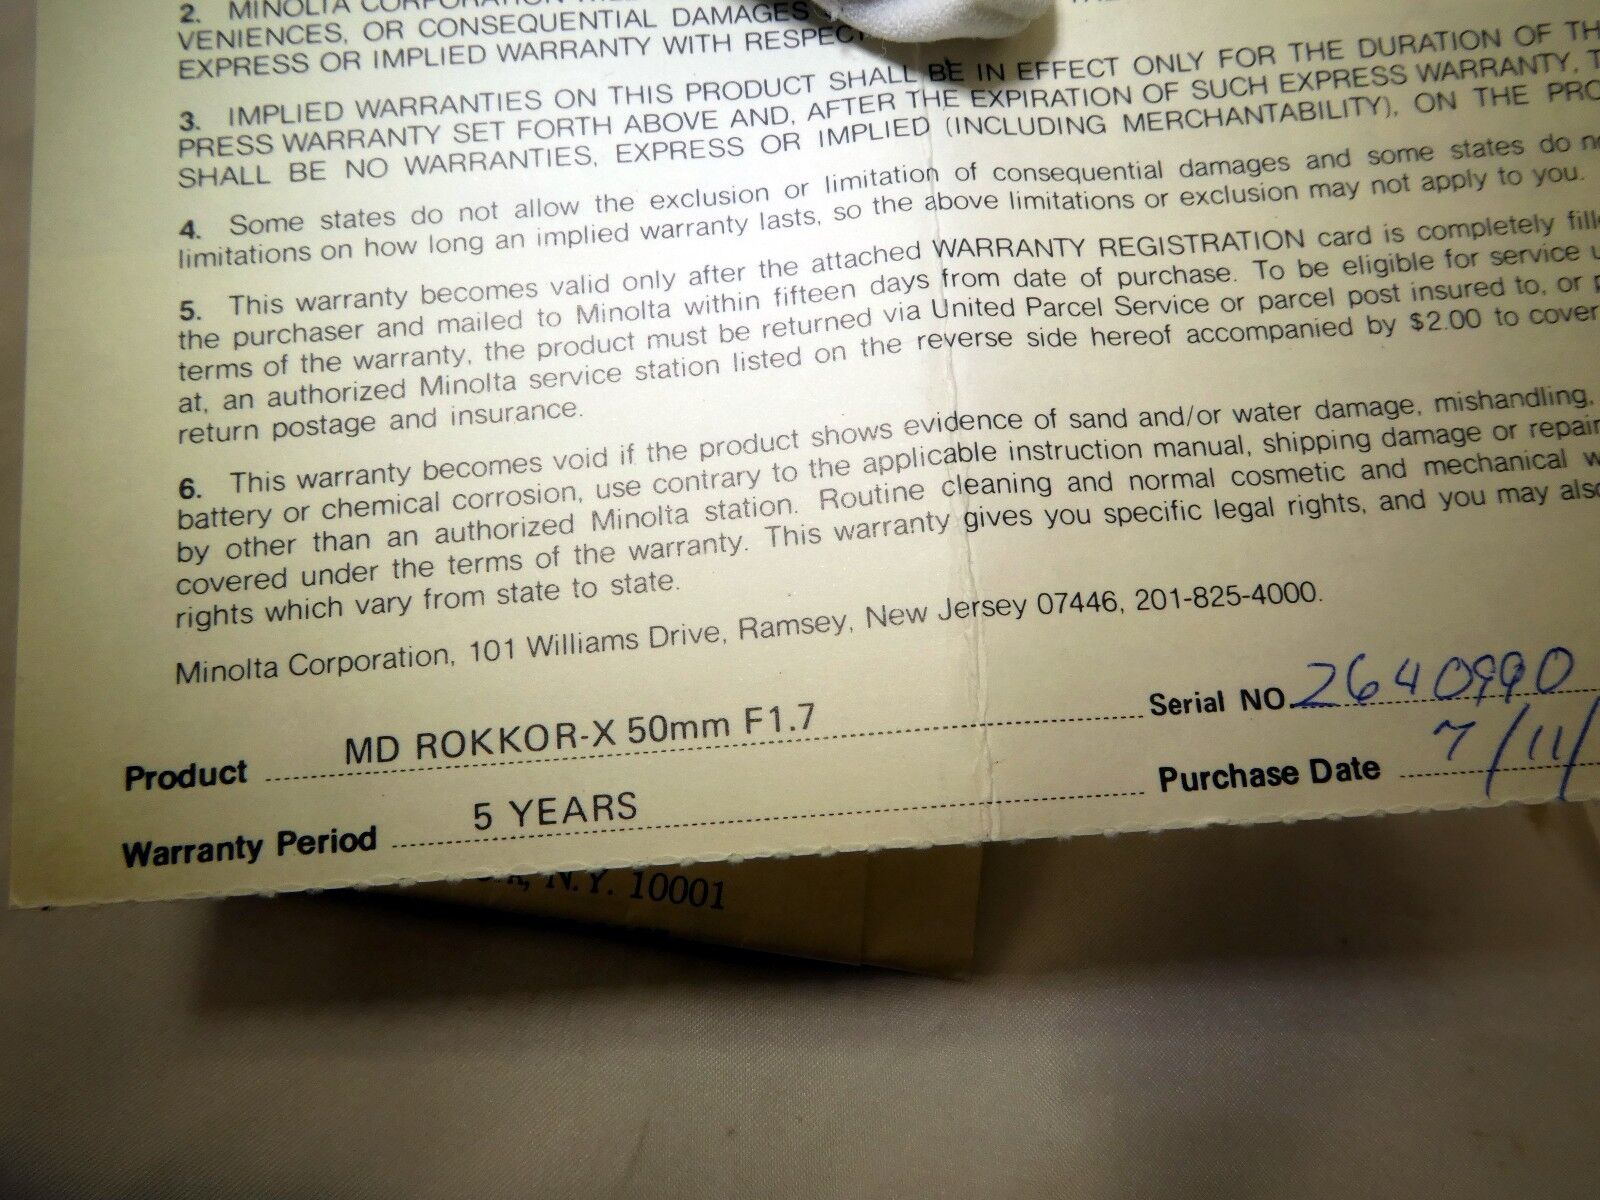 2. MINOLTA CORPORATION
VENIENCES, OR CONSEQUENTIAL DAMAGES
EXPRESS OR IMPLIED WARRANTY WITH RESPECT
3. IMPLIED WARRANTIES ON THIS PRODUCT SHALL BE IN EFFECT ONLY FOR THE DURATION OF TH
PRESS WARRANTY SET FORTH ABOVE AND, AFTER THE EXPIRATION OF SUCH EXPRESS WARRANTY, T
SHALL BE NO WARRANTIES, EXPRESS OR IMPLIED (INCLUDING MERCHANTABILITY), ON THE PRO
4. Some states do not allow the exclusion or limitation of consequential damages and some states do no
limitations on how long an implied warranty lasts, so the above limitations or exclusion may not apply to you.
5. This warranty becomes valid only after the attached WARRANTY REGISTRATION card is completely fille
the purchaser and mailed to Minolta within fifteen days from date of purchase. To be eligible for service u
terms of the warranty, the product must be returned via United Parcel Service or parcel post insured to, or p
at, an authorized Minolta service station listed on the reverse side hereof accompanied by $2.00 to cover
return postage and insurance.
6. This warranty becomes void if the product shows evidence of sand and/or water damage, mishandling,
battery or chemical corrosion, use contrary to the applicable instruction manual, shipping damage or repair
by other than an authorized Minolta station. Routine cleaning and normal cosmetic and mechanical w
covered under the terms of the warranty. This warranty gives you specific legal rights, and you may also
rights which vary from state to state.
Minolta Corporation, 101 Williams Drive, Ramsey, New Jersey 07446, 201-825-4000.
Product MD ROKKOR-X 50mm F1.7 Serial NO. 2640990
Warranty Period 5 YEARS Purchase Date 7/11/
N.Y. 10001